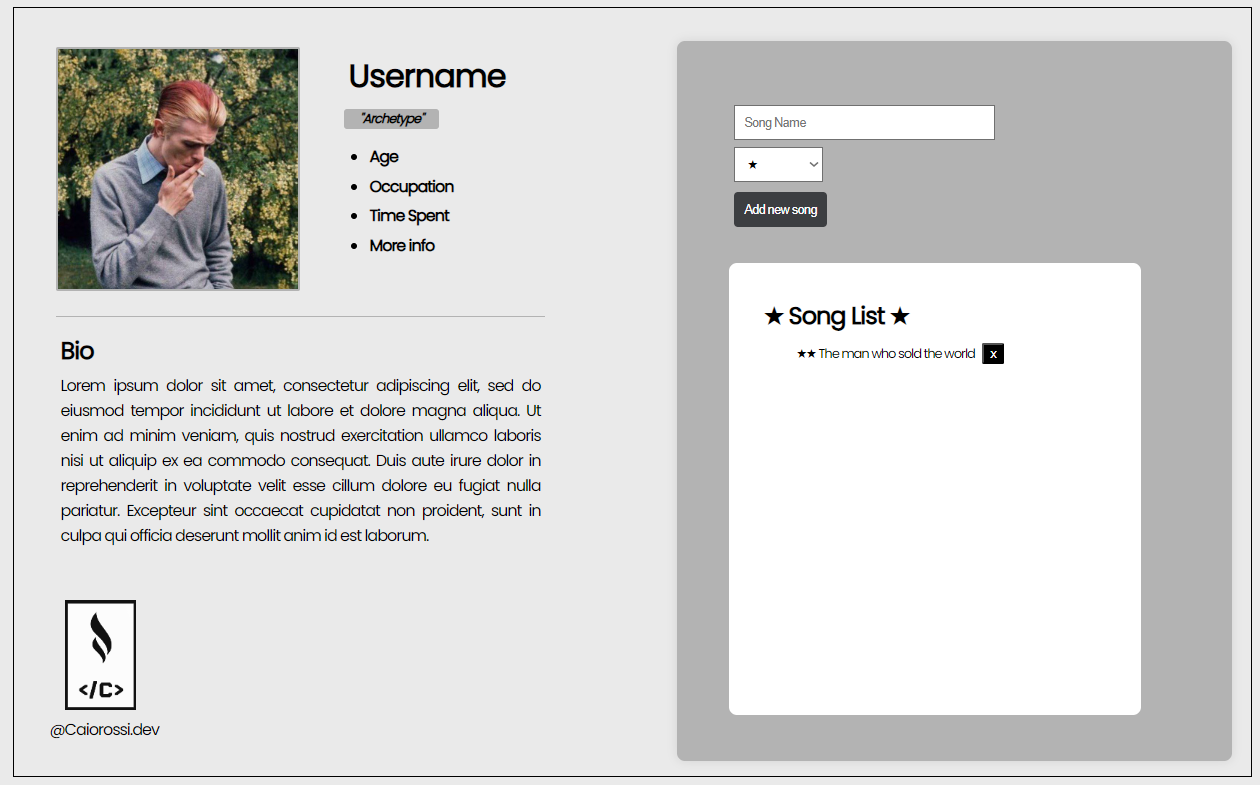 Username
"Archetype"
Age
Occupation
Time Spent
More info
Bio
Lorem ipsum dolor sit amet, consectetur adipiscing elit, sed do
eiusmod tempor incididunt ut labore et dolore magna aliqua. Ut
enim ad minim veniam, quis nostrud exercitation ullamco laboris
nisi ut aliquip ex ea commodo consequat. Duis aute irure dolor in
reprehenderit in voluptate velit esse cillum dolore eu fugiat nulla
pariatur. Excepteur sint occaecat cupidatat non proident, sunt in
culpa qui officia deserunt mollit anim id est laborum.
</C>
@Caiorossi.dev
Song Name
★
Add new song
★ Song List ★
★★ The man who sold the world x